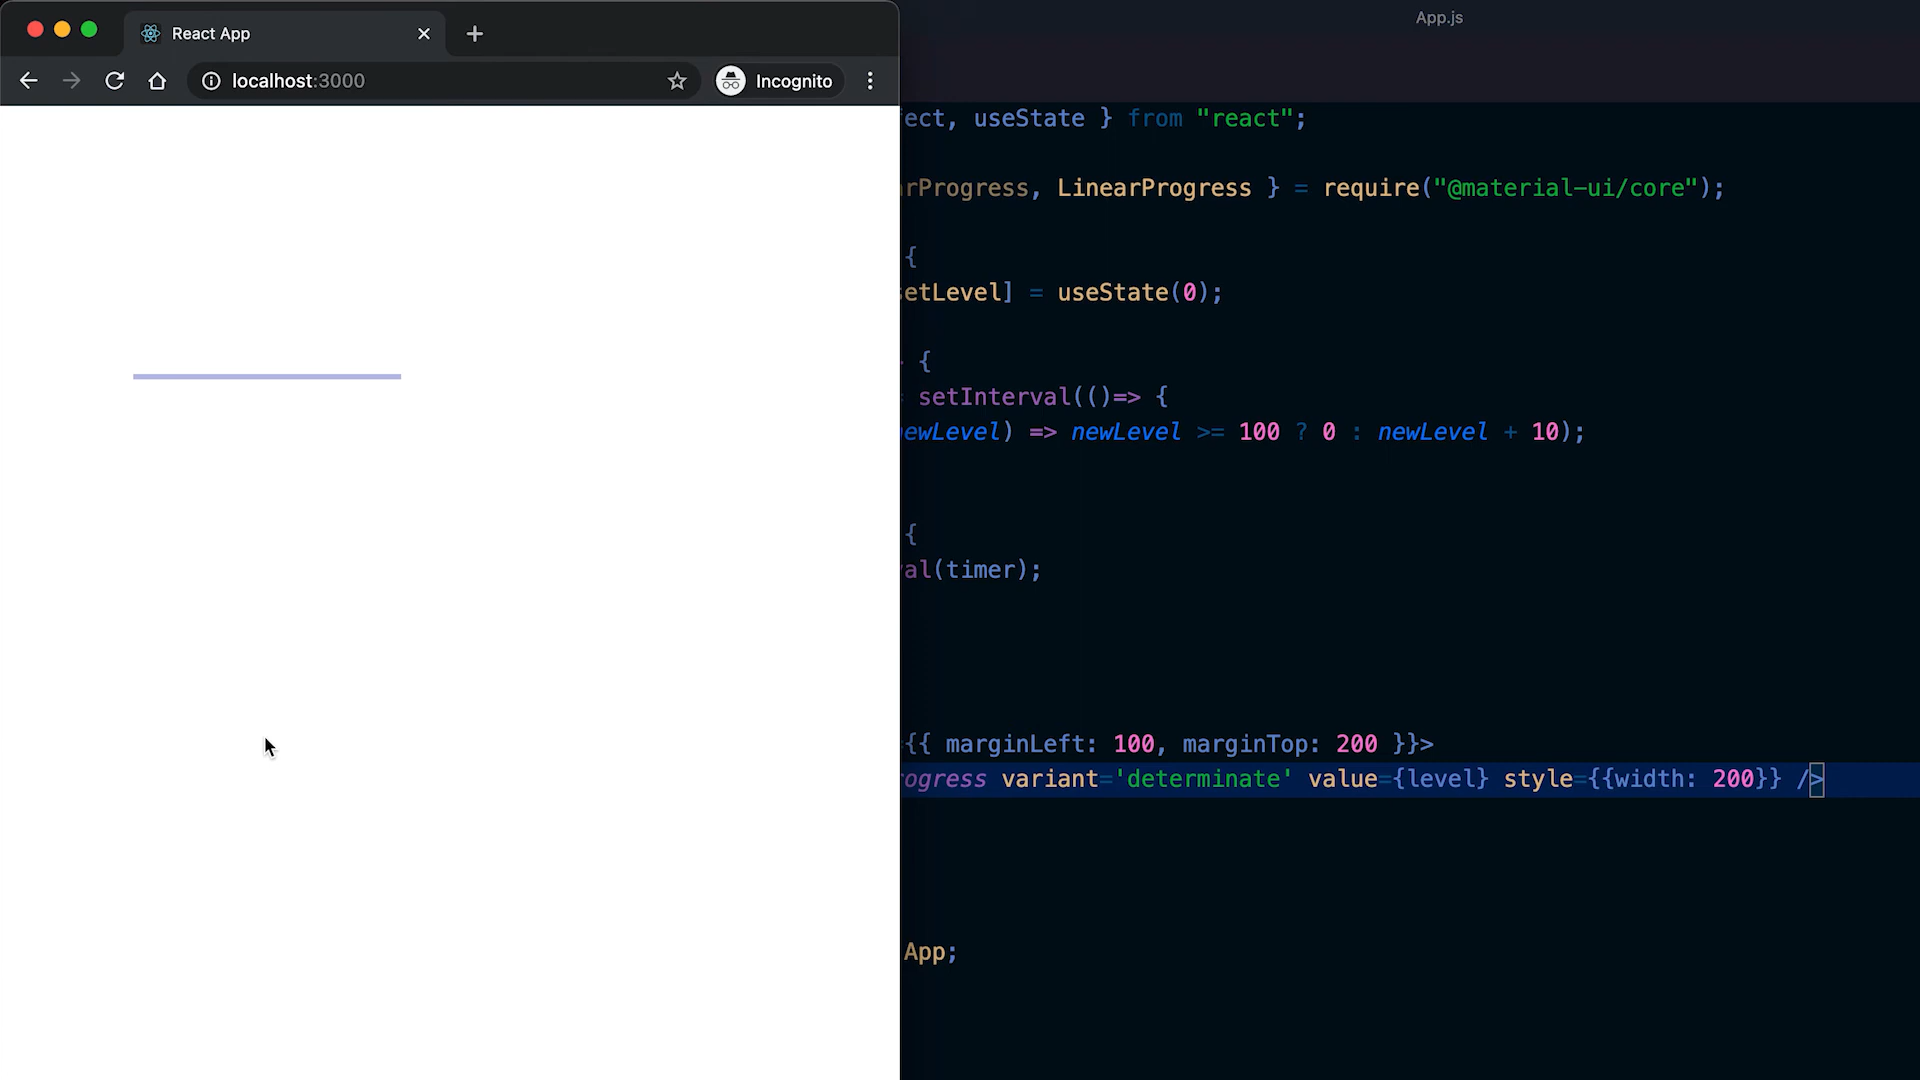 React App
localhost:3000
Incognito
App.js
ect, useState } from "react";
rProgress, LinearProgress } = require("@material-ui/core");
{
setLevel] = useState(0);
{
setInterval(()=> {
ewLevel) => newLevel >= 100 ? 0 : newLevel + 10);
{
al(timer);
={{ marginLeft: 100, marginTop: 200 }}>
ogress variant='determinate' value={level} style={{width: 200}} />
App;